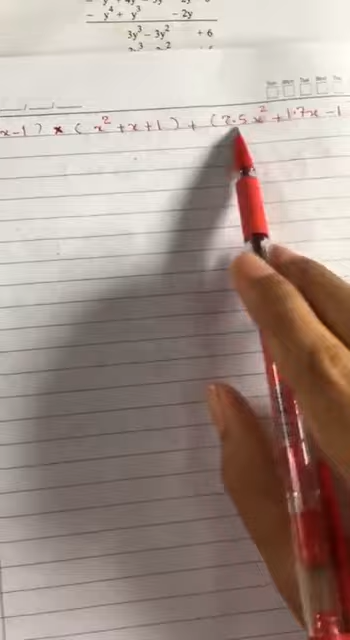 - y⁴ + y³ - 2y
3y³ - 3y² + 6
x-1) × (x² + x + 1) + (2.5x² + 1.7x - 1